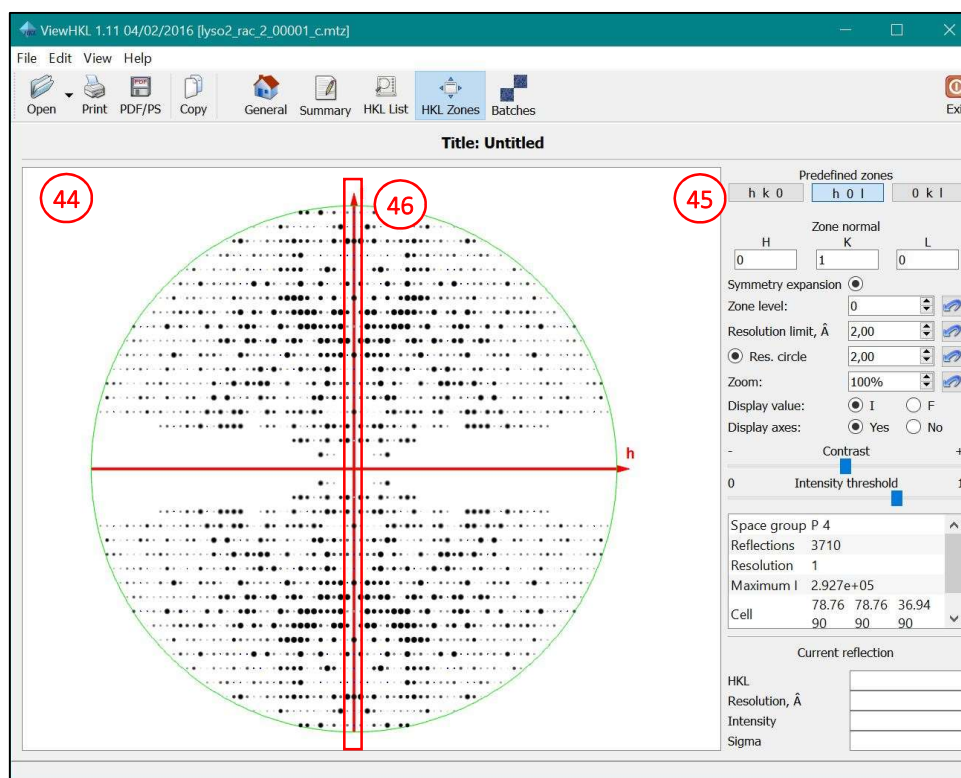 ViewHKL 1.11 04/02/2016 [lyso2_rac_2_00001_c.mtz]
File Edit View Help
Open Print PDF/PS Copy General Summary HKL List HKL Zones Batches Exi
Title: Untitled
44
46
45
h
Predefined zones
h k 0 h 0 l 0 k l
Zone normal
H K L
0 1 0
Symmetry expansion
Zone level: 0
Resolution limit, Â 2,00
Res. circle 2,00
Zoom: 100%
Display value: I F
Display axes: Yes No
- Contrast +
0 Intensity threshold 1
Space group P 4
Reflections 3710
Resolution 1
Maximum I 2.927e+05
Cell 78.76 78.76 36.94
90 90 90
Current reflection
HKL
Resolution, Â
Intensity
Sigma